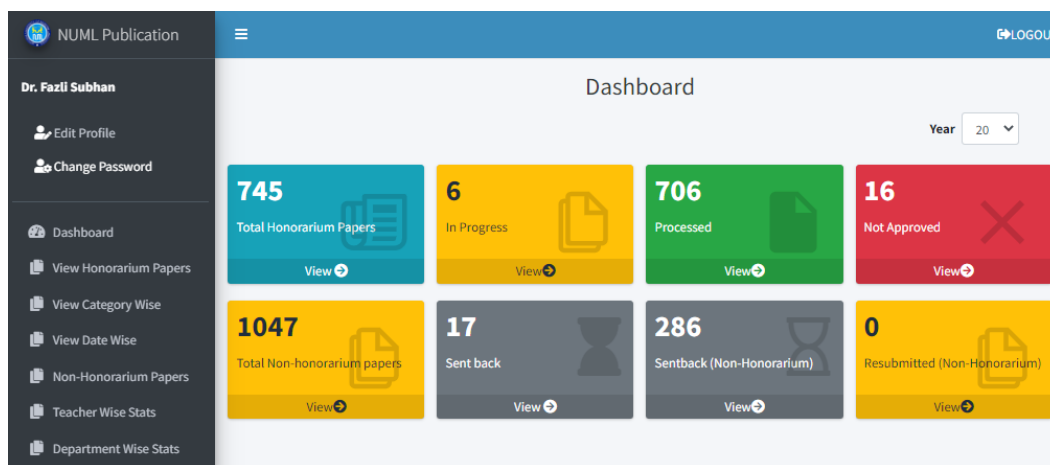 NUML Publication
Dr. Fazli Subhan
Edit Profile
Change Password
Dashboard
View Honorarium Papers
View Category Wise
View Date Wise
Non-Honorarium Papers
Teacher Wise Stats
Department Wise Stats
LOGOU
Dashboard
Year 20
745
Total Honorarium Papers
View
6
In Progress
View
706
Processed
View
16
Not Approved
View
1047
Total Non-honorarium papers
View
17
Sent back
View
286
Sentback (Non-Honorarium)
View
0
Resubmitted (Non-Honorarium)
View